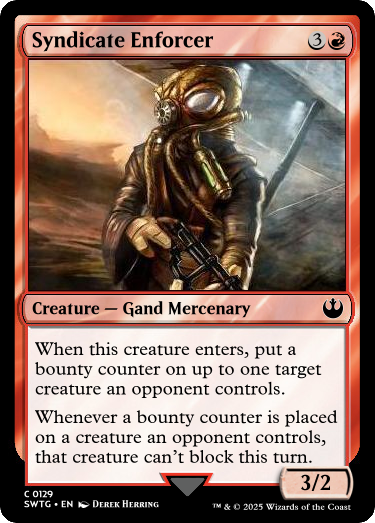 Syndicate Enforcer 3
Creature — Gand Mercenary
When this creature enters, put a
bounty counter on up to one target
creature an opponent controls.
Whenever a bounty counter is placed
on a creature an opponent controls,
that creature can't block this turn.
3/2
C 0129
SWTG • EN DEREK HERRING
™ & © 2025 Wizards of the Coast